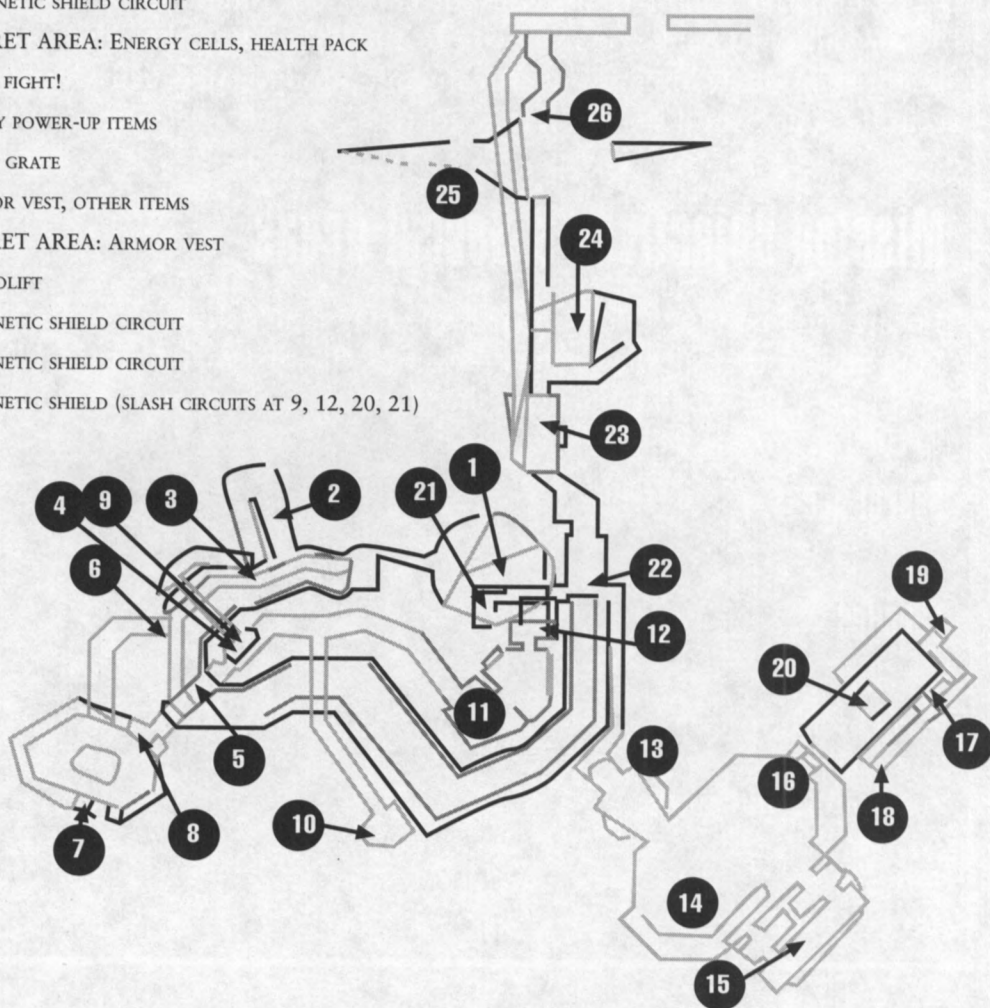 NETIC SHIELD CIRCUIT
RET AREA: ENERGY CELLS, HEALTH PACK
FIGHT!
Y POWER-UP ITEMS
GRATE
OR VEST, OTHER ITEMS
RET AREA: ARMOR VEST
OLIFT
NETIC SHIELD CIRCUIT
NETIC SHIELD CIRCUIT
NETIC SHIELD (SLASH CIRCUITS AT 9, 12, 20, 21)
26
25
24
23
1
21
2
3
9
4
6
22
12
19
20
11
5
13
16
17
18
10
8
7
14
15